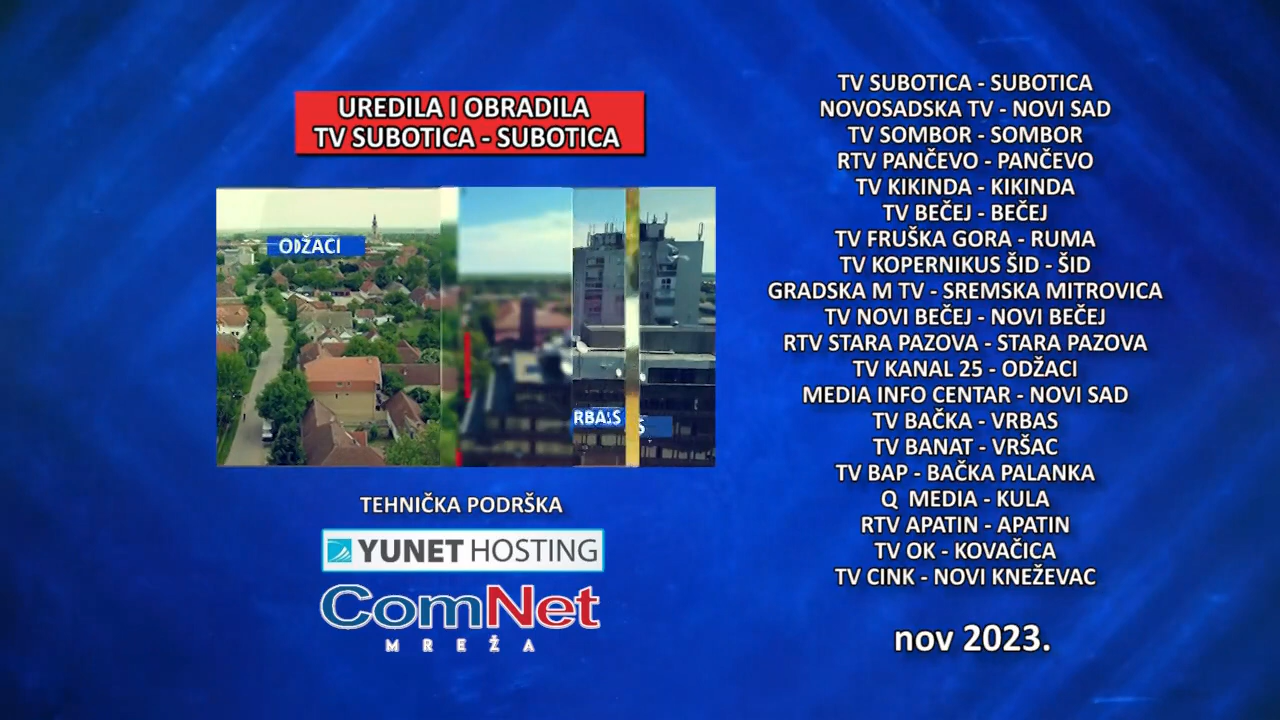 UREDILA I OBRADILA
TV SUBOTICA - SUBOTICA
ODŽACI
TEHNIČKA PODRŠKA
YUNET HOSTING
ComNet
MREŽA
TV SUBOTICA - SUBOTICA
NOVOSADSKA TV - NOVI SAD
TV SOMBOR - SOMBOR
RTV PANČEVO - PANČEVO
TV KIKINDA - KIKINDA
TV BEČEJ - BEČEJ
TV FRUŠKA GORA - RUMA
TV KOPERNIKUS ŠID - ŠID
GRADSKA M TV - SREMSKA MITROVICA
TV NOVI BEČEJ - NOVI BEČEJ
RTV STARA PAZOVA - STARA PAZOVA
TV KANAL 25 - ODŽACI
MEDIA INFO CENTAR - NOVI SAD
TV BAČKA - VRBAS
TV BANAT - VRŠAC
TV BAP - BAČKA PALANKA
Q MEDIA - KULA
RTV APATIN - APATIN
TV OK - KOVAČICA
TV CINK - NOVI KNEŽEVAC
nov 2023.